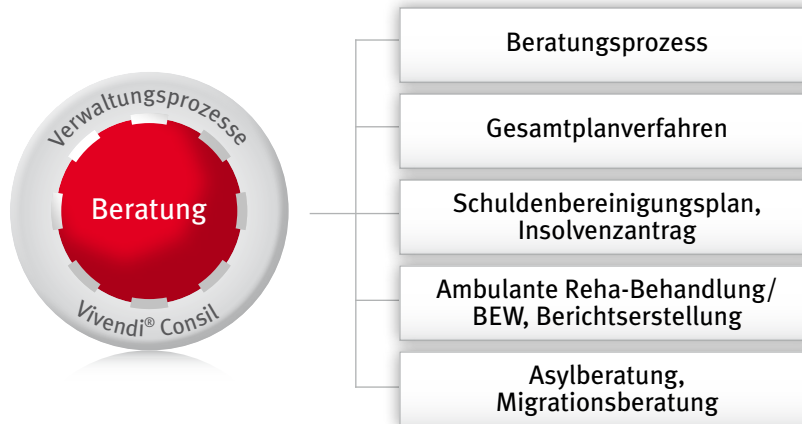 Verwaltungsprozesse
Beratung
Vivendi® Consil
Beratungsprozess
Gesamtplanverfahren
Schuldenbereinigungsplan,
Insolvenzantrag
Ambulante Reha-Behandlung/
BEW, Berichtserstellung
Asylberatung,
Migrationsberatung